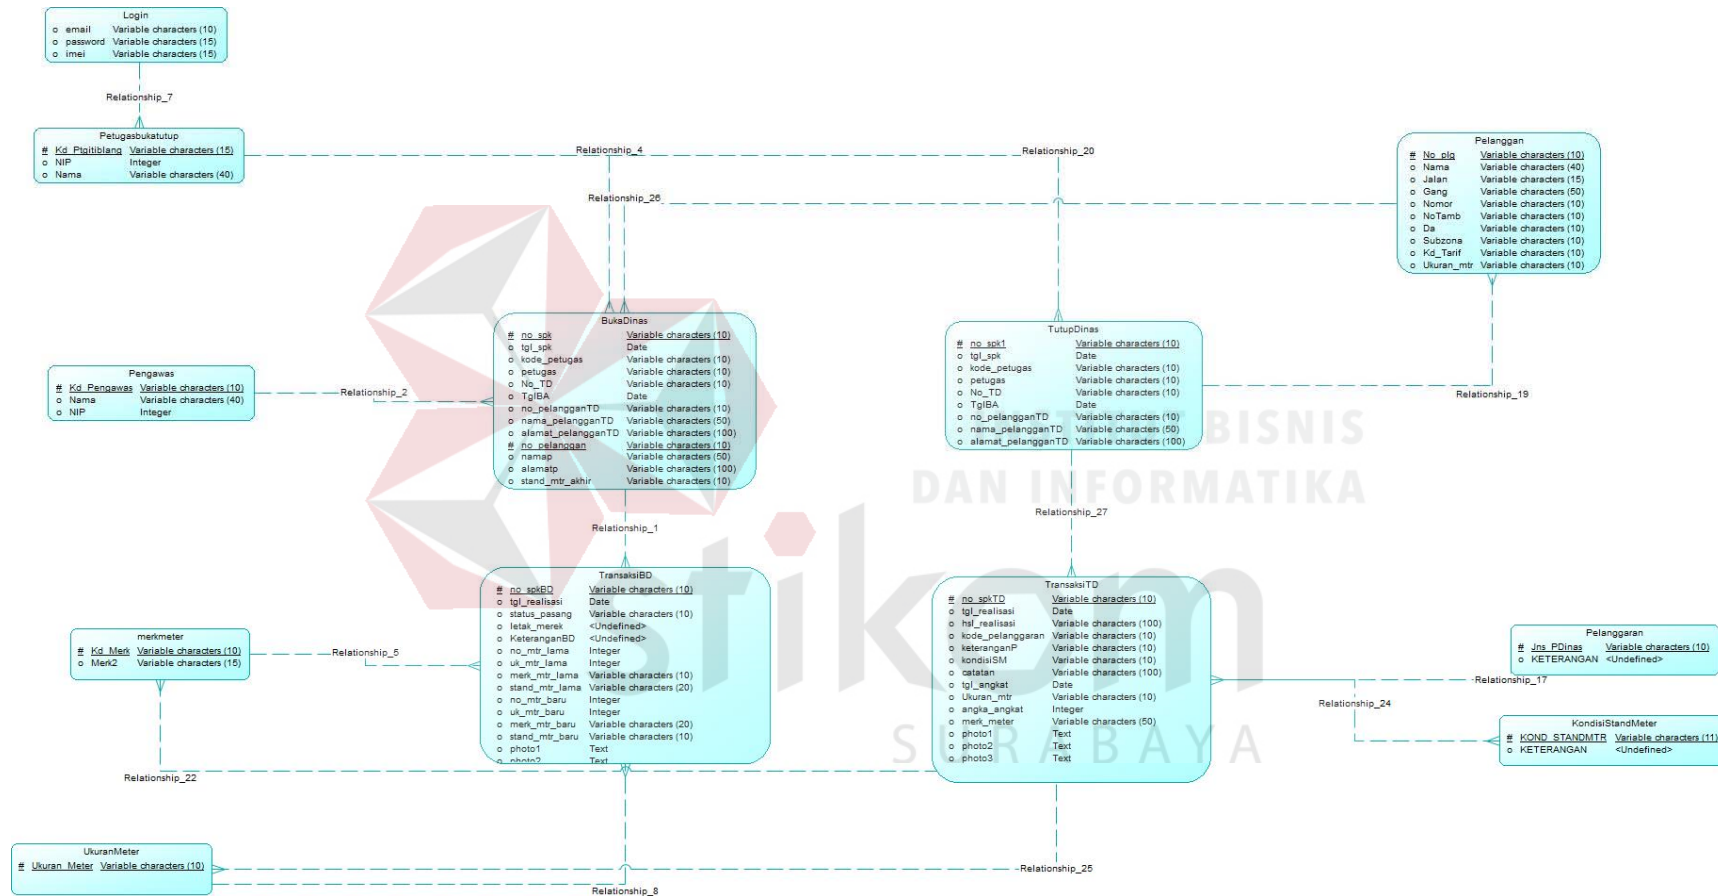 Login
o email Variable characters (10)
o password Variable characters (15)
o imei Variable characters (15)
Relationship_7
Petugasbukatutup
# Kd_Ptgitiblang Variable characters (15)
o NIP Integer
o Nama Variable characters (40)
Relationship_4
Relationship_20
Relationship_26
Pelanggan
# No_plg Variable characters (10)
o Nama Variable characters (40)
o Jalan Variable characters (15)
o Gang Variable characters (50)
o Nomor Variable characters (10)
o NoTamb Variable characters (10)
o Da Variable characters (10)
o Subzona Variable characters (10)
o Kd_Tarif Variable characters (10)
o Ukuran_mtr Variable characters (10)
BukaDinas
# no_spk Variable characters (10)
o tgl_spk Date
o kode_petugas Variable characters (10)
o petugas Variable characters (10)
o No_TD Variable characters (10)
o TglBA Date
o no_pelangganTD Variable characters (10)
o nama_pelangganTD Variable characters (50)
o alamat_pelangganTD Variable characters (100)
# no_pelanggan Variable characters (10)
o namap Variable characters (50)
o alamatp Variable characters (100)
o stand_mtr_akhir Variable characters (10)
TutupDinas
# no_spk1 Variable characters (10)
o tgl_spk Date
o kode_petugas Variable characters (10)
o petugas Variable characters (10)
o No_TD Variable characters (10)
o TglBA Date
o no_pelangganTD Variable characters (10)
o nama_pelangganTD Variable characters (50)
o alamat_pelangganTD Variable characters (100)
Pengawas
# Kd_Pengawas Variable characters (10)
o Nama Variable characters (40)
o NIP Integer
Relationship_2
Relationship_19
BISNIS
DAN INFORMATIKA
Relationship_1
Relationship_27
stikom
SURABAYA
TransaksiBD
# no_spkBD Variable characters (10)
o tgl_realisasi Date
o status_pasang Variable characters (10)
o letak_merek <Undefined>
o KeteranganBD <Undefined>
o no_mtr_lama Integer
o uk_mtr_lama Integer
o merk_mtr_lama Variable characters (10)
o stand_mtr_lama Variable characters (20)
o no_mtr_baru Integer
o uk_mtr_baru Integer
o merk_mtr_baru Variable characters (20)
o stand_mtr_baru Variable characters (10)
o photo1 Text
o photo2 Text
TransaksiTD
# no_spkTD Variable characters (10)
o tgl_realisasi Date
o hsl_realisasi Variable characters (100)
o kode_pelanggaran Variable characters (10)
o keteranganP Variable characters (10)
o kondisiSM Variable characters (10)
o catatan Variable characters (100)
o tgl_angkat Date
o Ukuran_mtr Variable characters (10)
o angka_angkat Integer
o merk_meter Variable characters (50)
o photo1 Text
o photo2 Text
o photo3 Text
merkmeter
# Kd_Merk Variable characters (10)
o Merk2 Variable characters (15)
Relationship_5
Pelanggaran
# Jns_PDinas Variable characters (10)
o KETERANGAN <Undefined>
Relationship_17
Relationship_24
KondisiStandMeter
# KOND_STANDMTR Variable characters (11)
o KETERANGAN <Undefined>
Relationship_22
UkuranMeter
# Ukuran_Meter Variable characters (10)
Relationship_25
Relationship_8